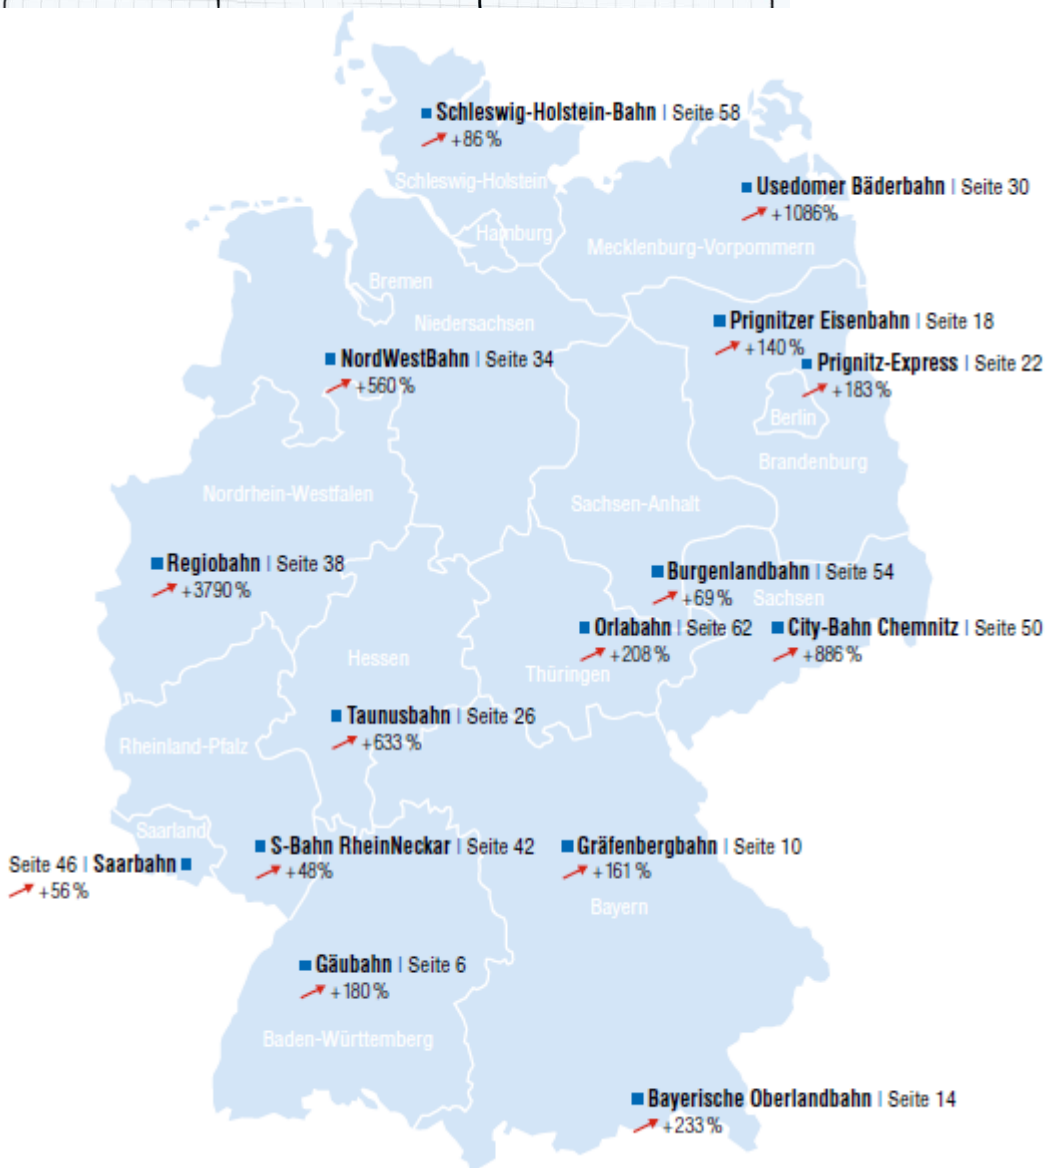 Schleswig-Holstein-Bahn | Seite 58
+86 %
Schleswig-Holstein
Usedomer Bäderbahn | Seite 30
+1086%
Hamburg
Mecklenburg-Vorpommern
Bremen
Niedersachsen
Prignitzer Eisenbahn | Seite 18
+140 %
NordWestBahn | Seite 34
+560 %
Prignitz-Express | Seite 22
+183 %
Berlin
Brandenburg
Nordrhein-Westfalen
Sachsen-Anhalt
Regiobahn | Seite 38
+3790 %
Burgenlandbahn | Seite 54
+69 %
Sachsen
Orlabahn | Seite 62
+208 %
City-Bahn Chemnitz | Seite 50
+886 %
Hessen
Thüringen
Taunusbahn | Seite 26
+633 %
Rheinland-Pfalz
Saarland
S-Bahn RheinNeckar | Seite 42
+48%
Gräfenbergbahn | Seite 10
+161 %
Seite 46 | Saarbahn
+56 %
Bayern
Gäubahn | Seite 6
+180 %
Baden-Württemberg
Bayerische Oberlandbahn | Seite 14
+233 %